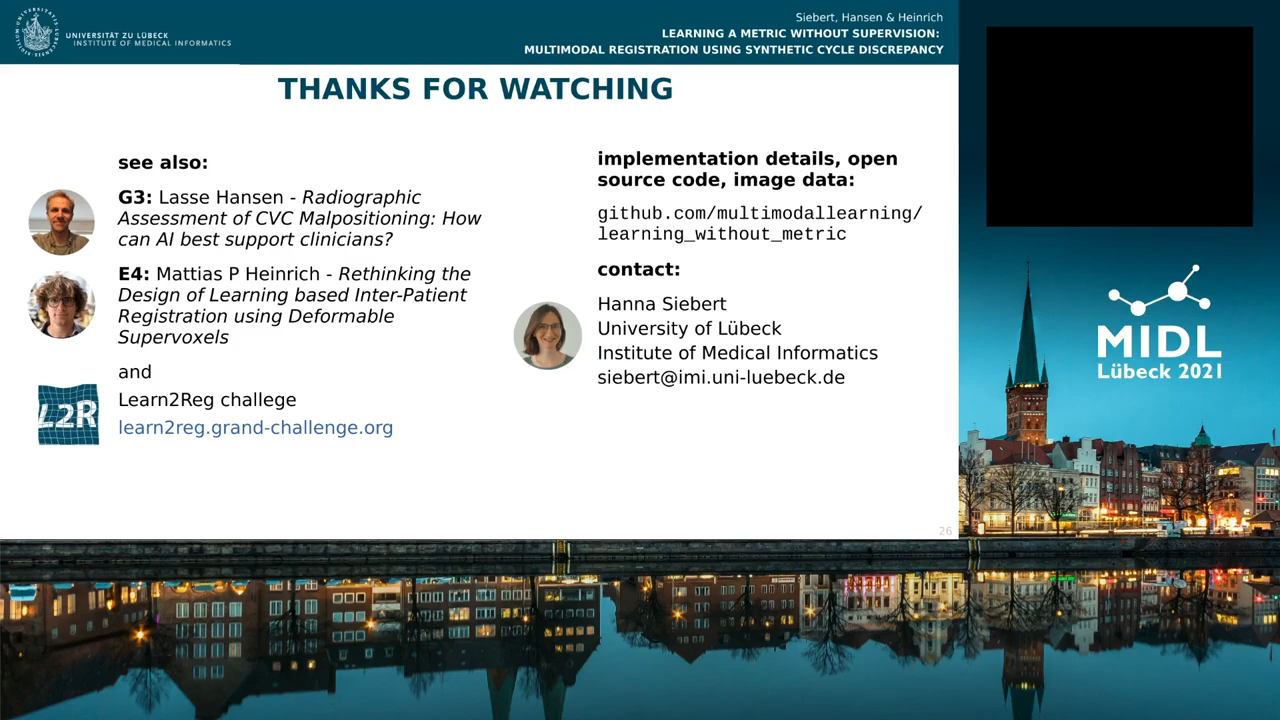 UNIVERSITÄT ZU LÜBECK
INSTITUTE OF MEDICAL INFORMATICS
Siebert, Hansen & Heinrich
LEARNING A METRIC WITHOUT SUPERVISION:
MULTIMODAL REGISTRATION USING SYNTHETIC CYCLE DISCREPANCY
THANKS FOR WATCHING
see also:
G3: Lasse Hansen - Radiographic
Assessment of CVC Malpositioning: How
can AI best support clinicians?
E4: Mattias P Heinrich - Rethinking the
Design of Learning based Inter-Patient
Registration using Deformable
Supervoxels
and
L2R
Learn2Reg challege
learn2reg.grand-challenge.org
implementation details, open
source code, image data:
github.com/multimodallearning/
learning_without_metric
contact:
Hanna Siebert
University of Lübeck
Institute of Medical Informatics
siebert@imi.uni-luebeck.de
26
MIDL
Lübeck 2021